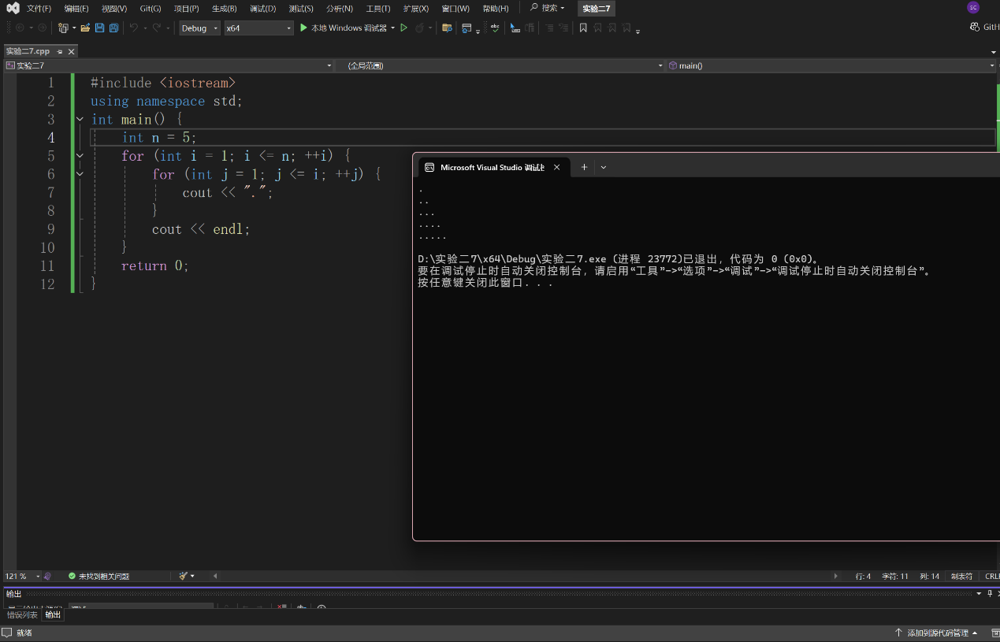 文件(F) 编辑(E) 视图(V) Git(G) 项目(P) 生成(B) 调试(D) 测试(S) 分析(N) 工具(T) 扩展(X) 窗口(W) 帮助(H) 搜索 实验二7 SC
Debug x64 本地 Windows 调试器 abc
实验二7.cpp
实验二7 (全局范围) main()
1 #include <iostream>
2 using namespace std;
3 int main() {
4 int n = 5;
5 for (int i = 1; i <= n; ++i) {
6 for (int j = 1; j <= i; ++j) {
7 cout << ".";
8 }
9 cout << endl;
10 }
11 return 0;
12 }
Microsoft Visual Studio 调试
.
..
...
....
.....
D:\实验二7\x64\Debug\实验二7.exe (进程 23772)已退出，代码为 0 (0x0)。
要在调试停止时自动关闭控制台，请启用“工具”->“选项”->“调试”->“调试停止时自动关闭控制台”。
按任意键关闭此窗口. . .
121 % 未找到相关问题 行: 4 字符: 11 列: 14 制表符
输出
错误列表 输出
就绪 添加到源代码管理